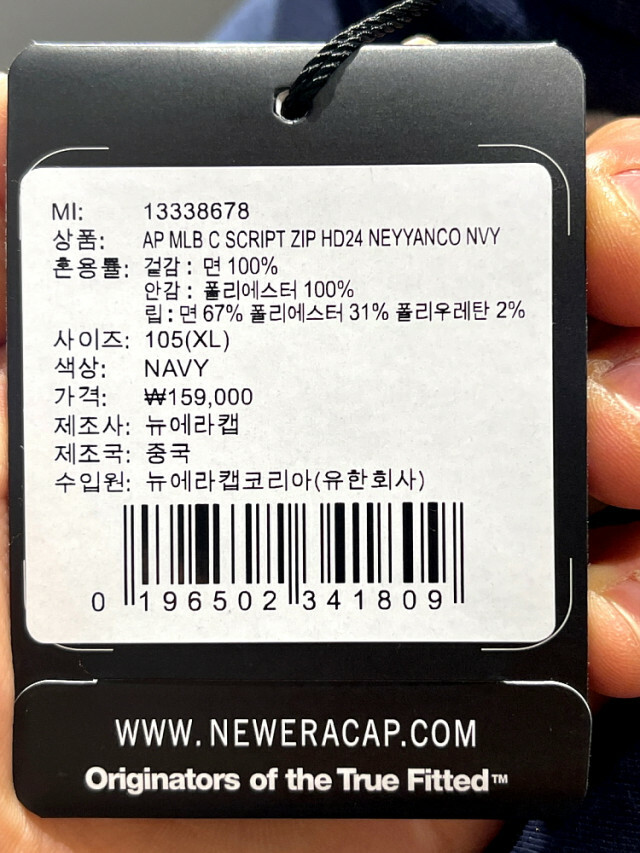 MI: 13338678
상품: AP MLB C SCRIPT ZIP HD24 NEYYANCO NVY
혼용률: 겉감 : 면 100%
안감 : 폴리에스터 100%
립 : 면 67% 폴리에스터 31% 폴리우레탄 2%
사이즈: 105(XL)
색상: NAVY
가격: ₩159,000
제조사: 뉴에라캡
제조국: 중국
수입원: 뉴에라캡코리아(유한회사)
0 196502 341809
WWW.NEWERACAP.COM
Originators of the True Fitted™